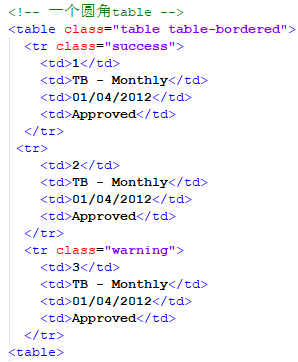 <!-- 一个圆角table -->
<table class="table table-bordered">
  <tr class="success">
    <td>1</td>
    <td>TB - Monthly</td>
    <td>01/04/2012</td>
    <td>Approved</td>
  </tr>
 <tr>
    <td>2</td>
    <td>TB - Monthly</td>
    <td>01/04/2012</td>
    <td>Approved</td>
  </tr>
  <tr class="warning">
    <td>3</td>
    <td>TB - Monthly</td>
    <td>01/04/2012</td>
    <td>Approved</td>
  </tr>
<table>